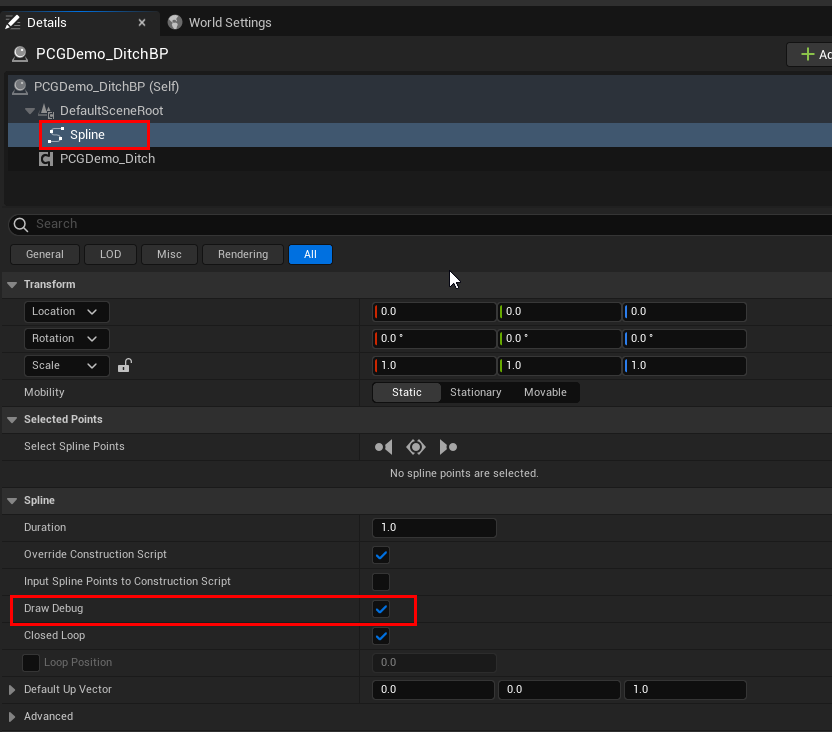 Details
World Settings
PCGDemo_DitchBP
PCGDemo_DitchBP (Self)
DefaultSceneRoot
Spline
PCGDemo_Ditch
Search
General LOD Misc Rendering All
Transform
Location 0.0 0.0 0.0
Rotation 0.0 ° 0.0 ° 0.0 °
Scale 1.0 1.0 1.0
Mobility Static Stationary Movable
Selected Points
Select Spline Points
No spline points are selected.
Spline
Duration 1.0
Override Construction Script
Input Spline Points to Construction Script
Draw Debug
Closed Loop
Loop Position 0.0
Default Up Vector 0.0 0.0 1.0
Advanced